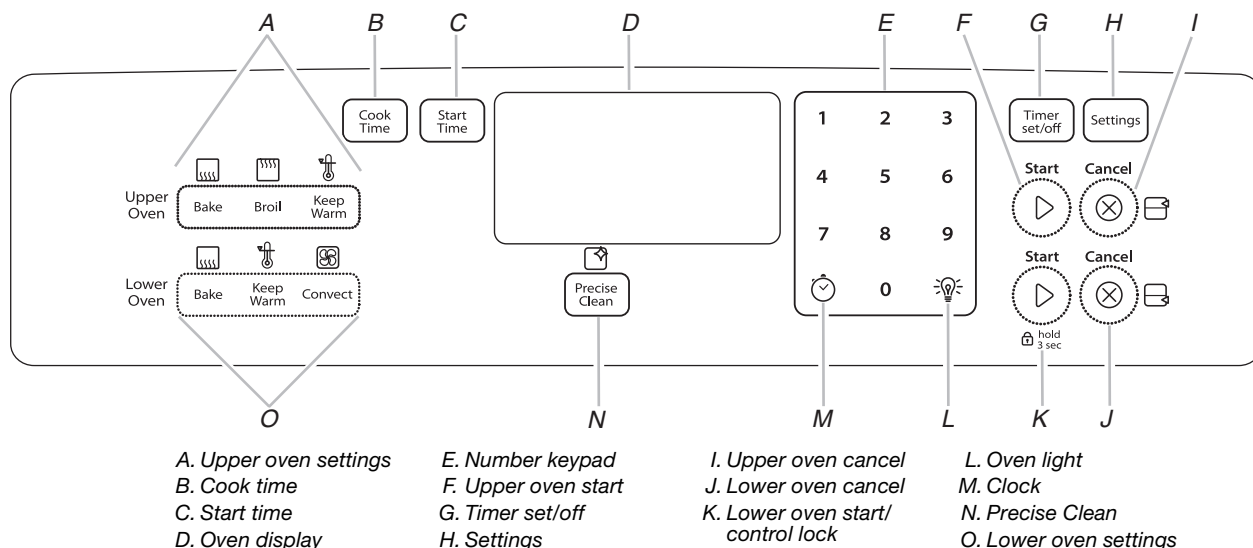 A B C D E F G H I
Cook Time
Start Time
1 2 3
Timer set/off
Settings
4 5 6
Start Cancel
Upper Oven
Bake Broil Keep Warm
7 8 9
Start Cancel
Lower Oven
Bake Keep Warm Convect
Precise Clean
0
hold 3 sec
O N M L K J
A. Upper oven settings
B. Cook time
C. Start time
D. Oven display
E. Number keypad
F. Upper oven start
G. Timer set/off
H. Settings
I. Upper oven cancel
J. Lower oven cancel
K. Lower oven start/
control lock
L. Oven light
M. Clock
N. Precise Clean
O. Lower oven settings